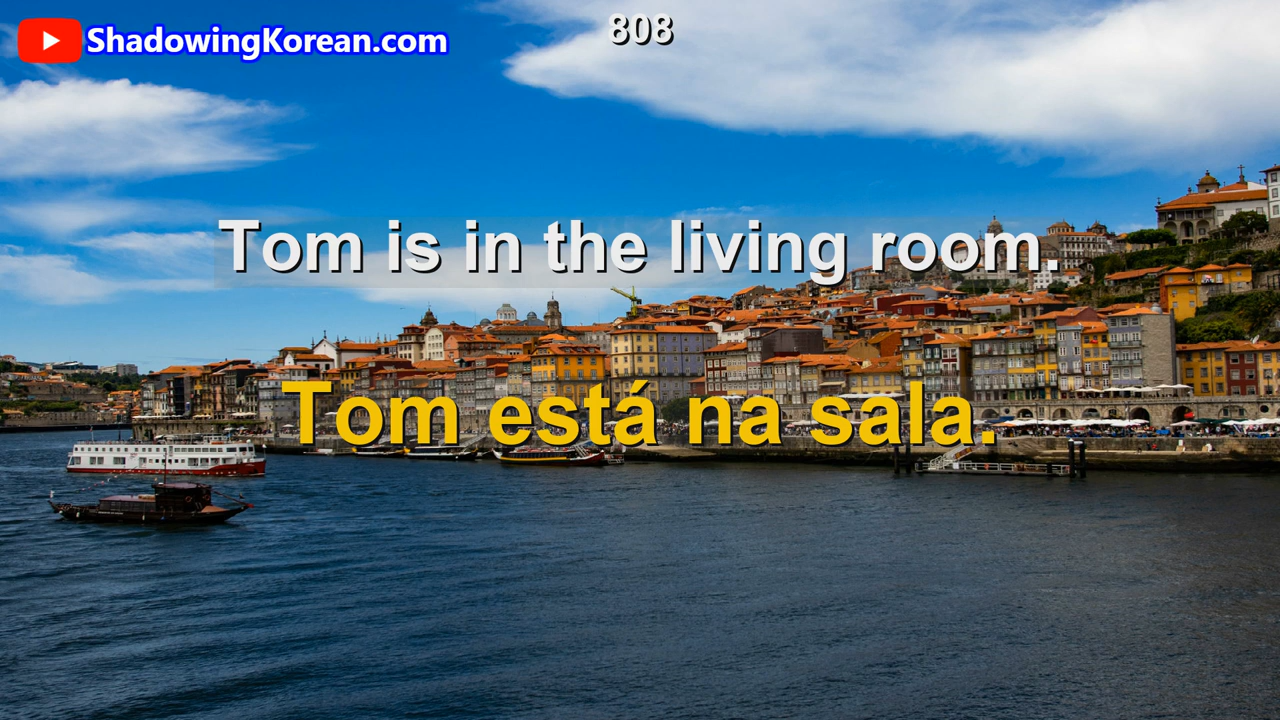 ShadowingKorean.com
808
Tom is in the living room.
Tom está na sala.